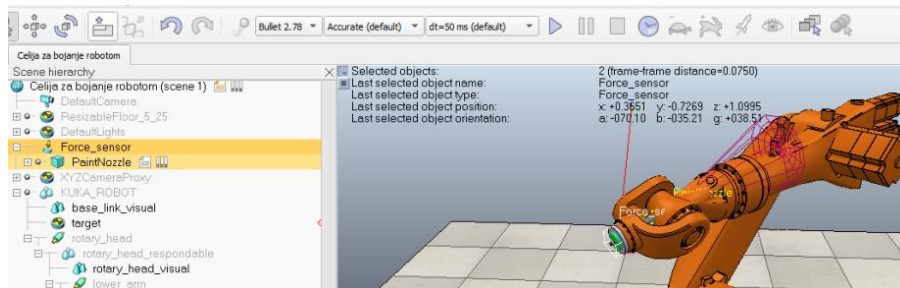 Bullet 2.78 Accurate (default) dt=50 ms (default)
Celija za bojanje robotom
Scene hierarchy
Celija za bojanje robotom (scene 1)
DefaultCamera
ResizableFloor_5_25
DefaultLights
Force_sensor
PaintNozzle
XYZCameraProxy
KUKA_ROBOT
base_link_visual
target
rotary_head
rotary_head_respondable
rotary_head_visual
lower_arm
Selected objects: 2 (frame-frame distance=0.0750)
Last selected object name: Force_sensor
Last selected object type: Force_sensor
Last selected object position: x: +0.3651 y: -0.7269 z: +1.0995
Last selected object orientation: a: -070.10 b: -035.21 g: +038.51